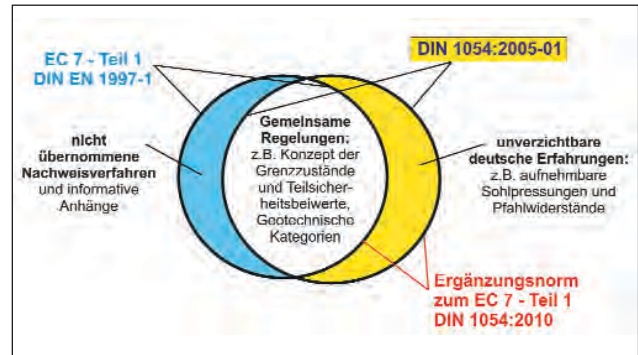 EC 7 - Teil 1
DIN EN 1997-1
DIN 1054:2005-01
nicht
übernommene
Nachweisverfahren
und informative
Anhänge
Gemeinsame
Regelungen:
z.B. Konzept der
Grenzzustände
und Teilsicher-
heitsbeiwerte,
Geotechnische
Kategorien
unverzichtbare
deutsche Erfahrungen:
z.B. aufnehmbare
Sohlpressungen und
Pfahlwiderstände
Ergänzungsnorm
zum EC 7 - Teil 1
DIN 1054:2010